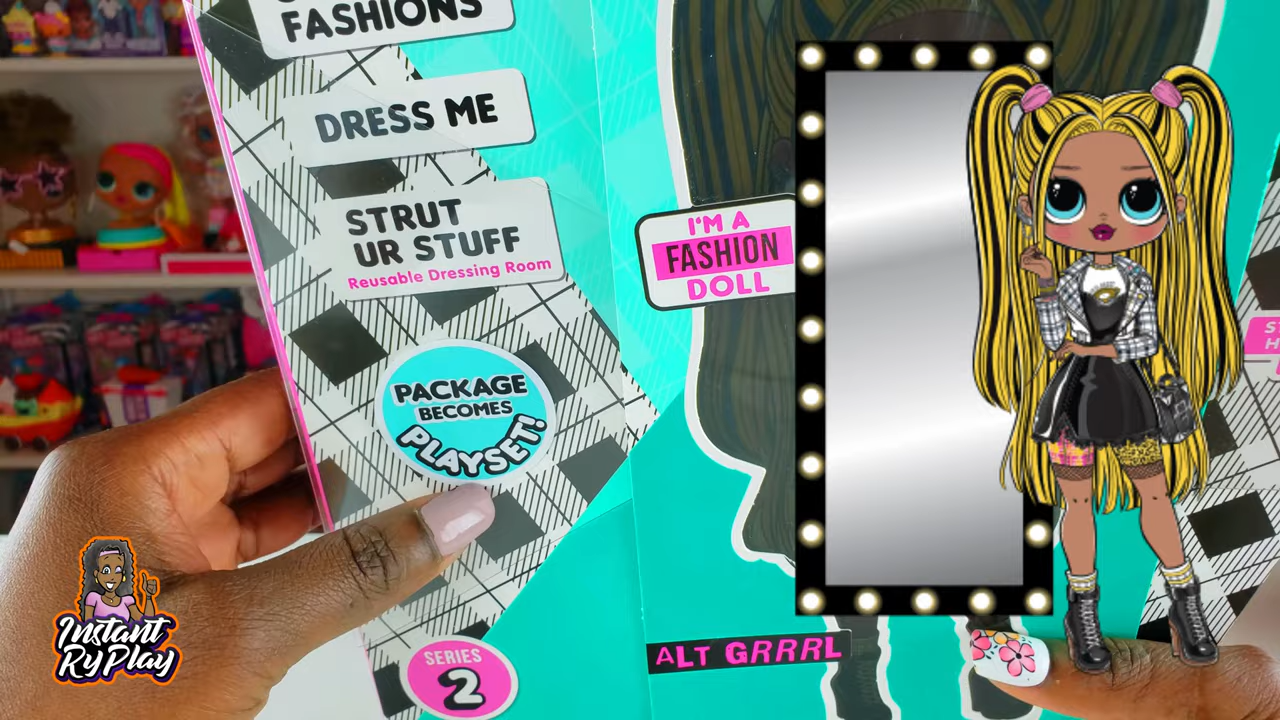 FASHIONS
DRESS ME
STRUT
UR STUFF
Reusable Dressing Room
PACKAGE
BECOMES
PLAYSET!
SERIES
2
I'M A
FASHION
DOLL
ALT GRRRL
Instant
RyPlay